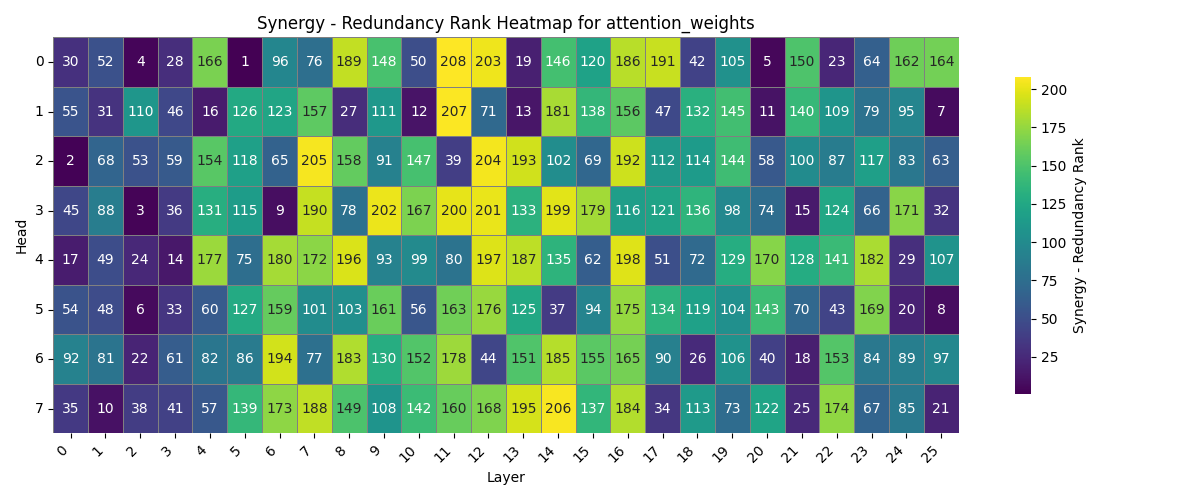 Synergy - Redundancy Rank Heatmap for attention_weights
0 30 52 4 28 166 1 96 76 189 148 50 208 203 19 146 120 186 191 42 105 5 150 23 64 162 164
1 55 31 110 46 16 126 123 157 27 111 12 207 71 13 181 138 156 47 132 145 11 140 109 79 95 7
2 2 68 53 59 154 118 65 205 158 91 147 39 204 193 102 69 192 112 114 144 58 100 87 117 83 63
3 45 88 3 36 131 115 9 190 78 202 167 200 201 133 199 179 116 121 136 98 74 15 124 66 171 32
4 17 49 24 14 177 75 180 172 196 93 99 80 197 187 135 62 198 51 72 129 170 128 141 182 29 107
5 54 48 6 33 60 127 159 101 103 161 56 163 176 125 37 94 175 134 119 104 143 70 43 169 20 8
6 92 81 22 61 82 86 194 77 183 130 152 178 44 151 185 155 165 90 26 106 40 18 153 84 89 97
7 35 10 38 41 57 139 173 188 149 108 142 160 168 195 206 137 184 34 113 73 122 25 174 67 85 21
Head
0 1 2 3 4 5 6 7 8 9 10 11 12 13 14 15 16 17 18 19 20 21 22 23 24 25
Layer
200
175
150
125
100
75
50
25
Synergy - Redundancy Rank